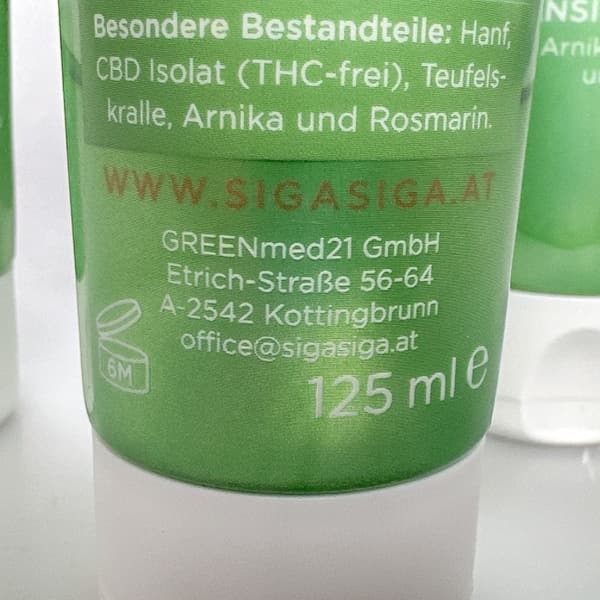 Besondere Bestandteile: Hanf,
CBD Isolat (THC-frei), Teufels-
kralle, Arnika und Rosmarin.
WWW.SIGASIGA.AT
GREENmed21 GmbH
Etrich-Straße 56-64
A-2542 Kottingbrunn
office@sigasiga.at
6M
125 ml e